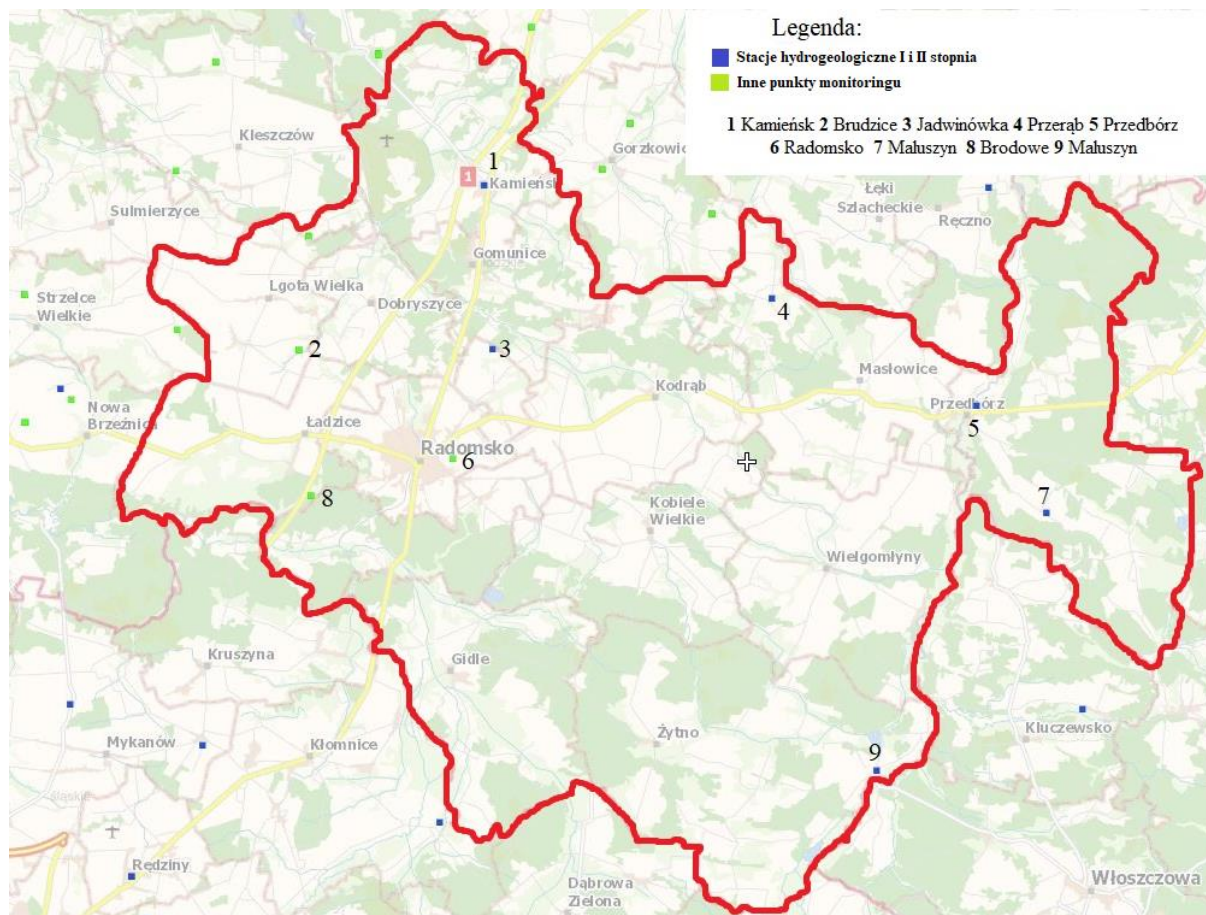 Legenda:
Stacje hydrogeologiczne I i II stopnia
Inne punkty monitoringu
1 Kamieńsk 2 Brudzice 3 Jadwinówka 4 Przerąb 5 Przedbórz
6 Radomsko 7 Małuszyn 8 Brodowe 9 Małuszyn
Kleszczów
Gorzkowic
1
1
Kamieńsk
Łęki
Szlacheckie
Ręczno
Sulmierzyce
Gomunice
Lgota Wielka
Dobryszyce
Strzelce
Wielkie
4
2
3
Masłowice
Kodrąb
Nowa
Brzeźnica
Przedbórz
5
Ładzice
Radomsko
6
8
7
Kobiele
Wielkie
Wielgomłyny
Kruszyna
Gidle
Żytno
Kluczewsko
Mykanów
Kłomnice
9
śląskie
Rędziny
Dąbrowa
Zielona
Włoszczowa